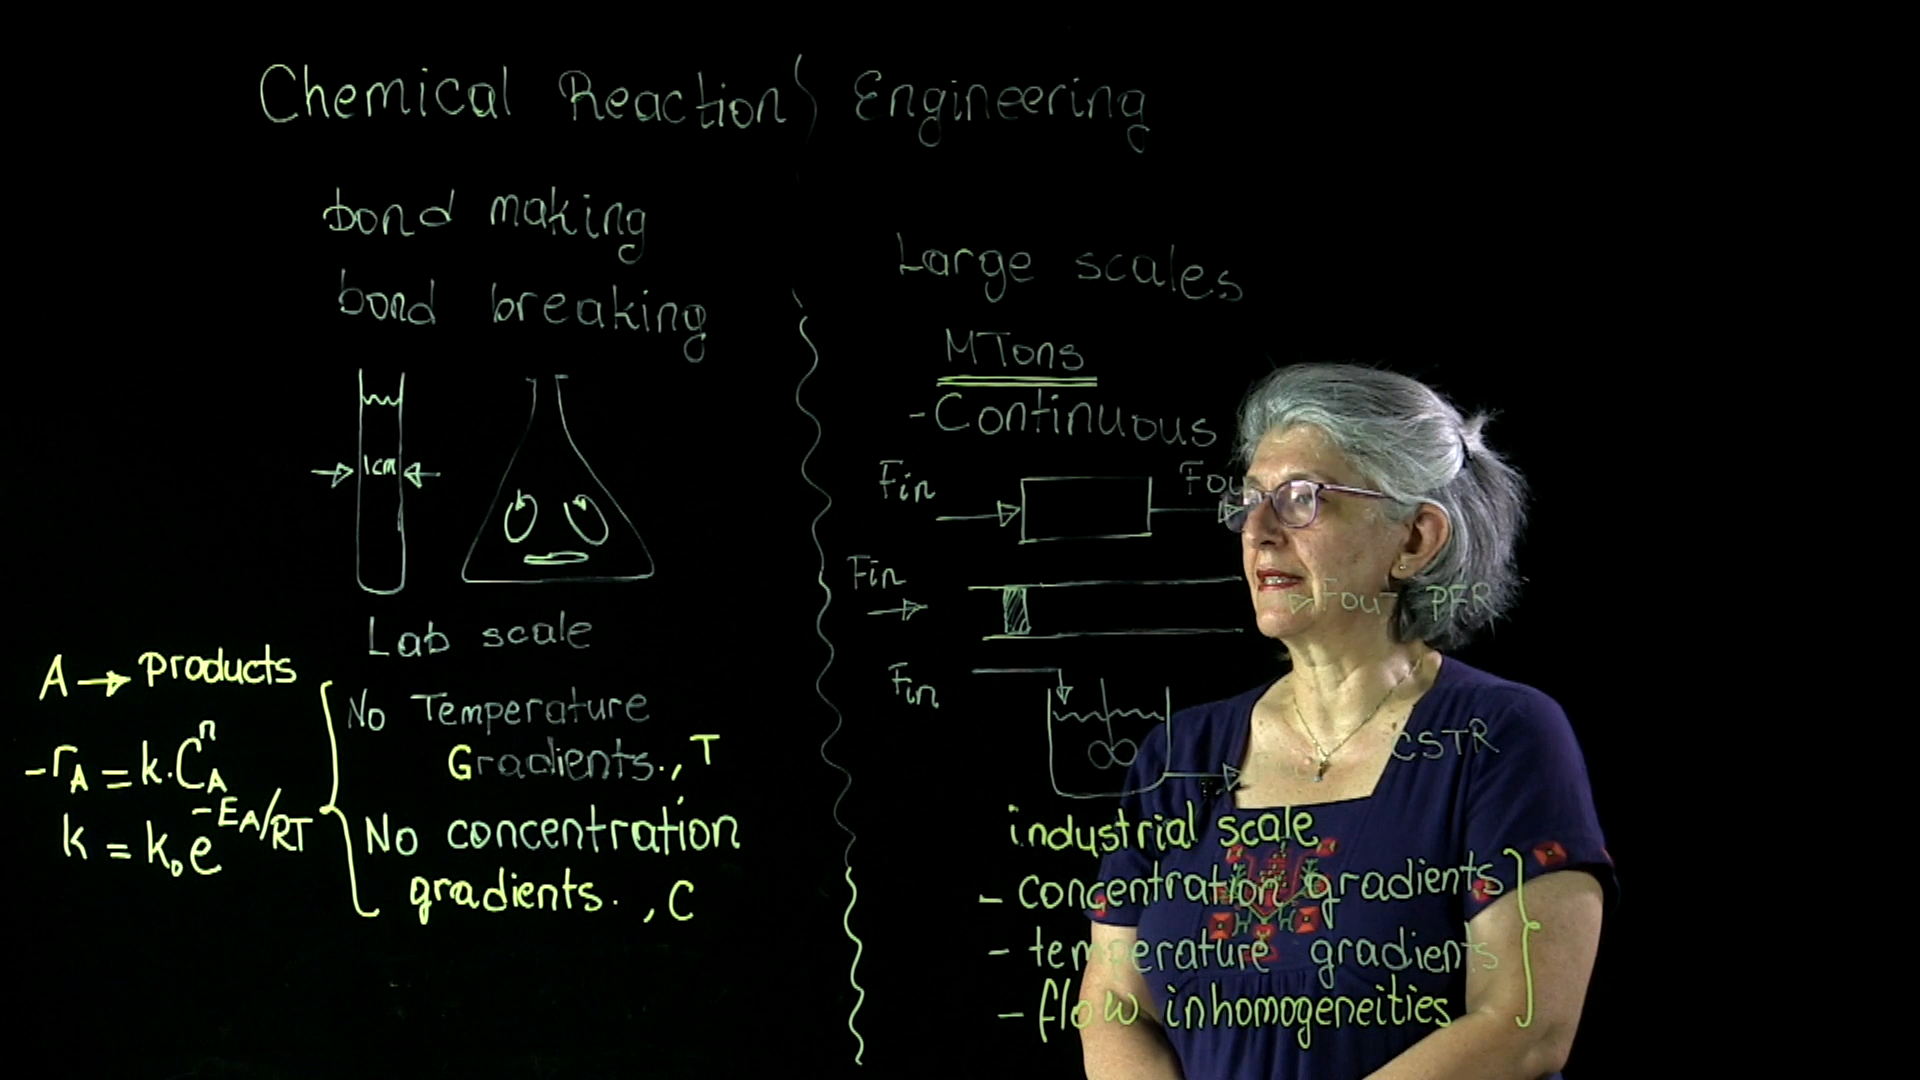 Chemical Reaction Engineering
bond making
bond breaking
1cm
Lab scale
A → products
-rA = k.CA^n
k = k₀e^-EA/RT
No Temperature
Gradients., T
No concentration
gradients. , C
Large scales
MTons
- Continuous
Fin
Fou
Fin
Fout PFR
Fin
CSTR
industrial scale
- concentration gradients
- temperature gradients
- flow inhomogeneities